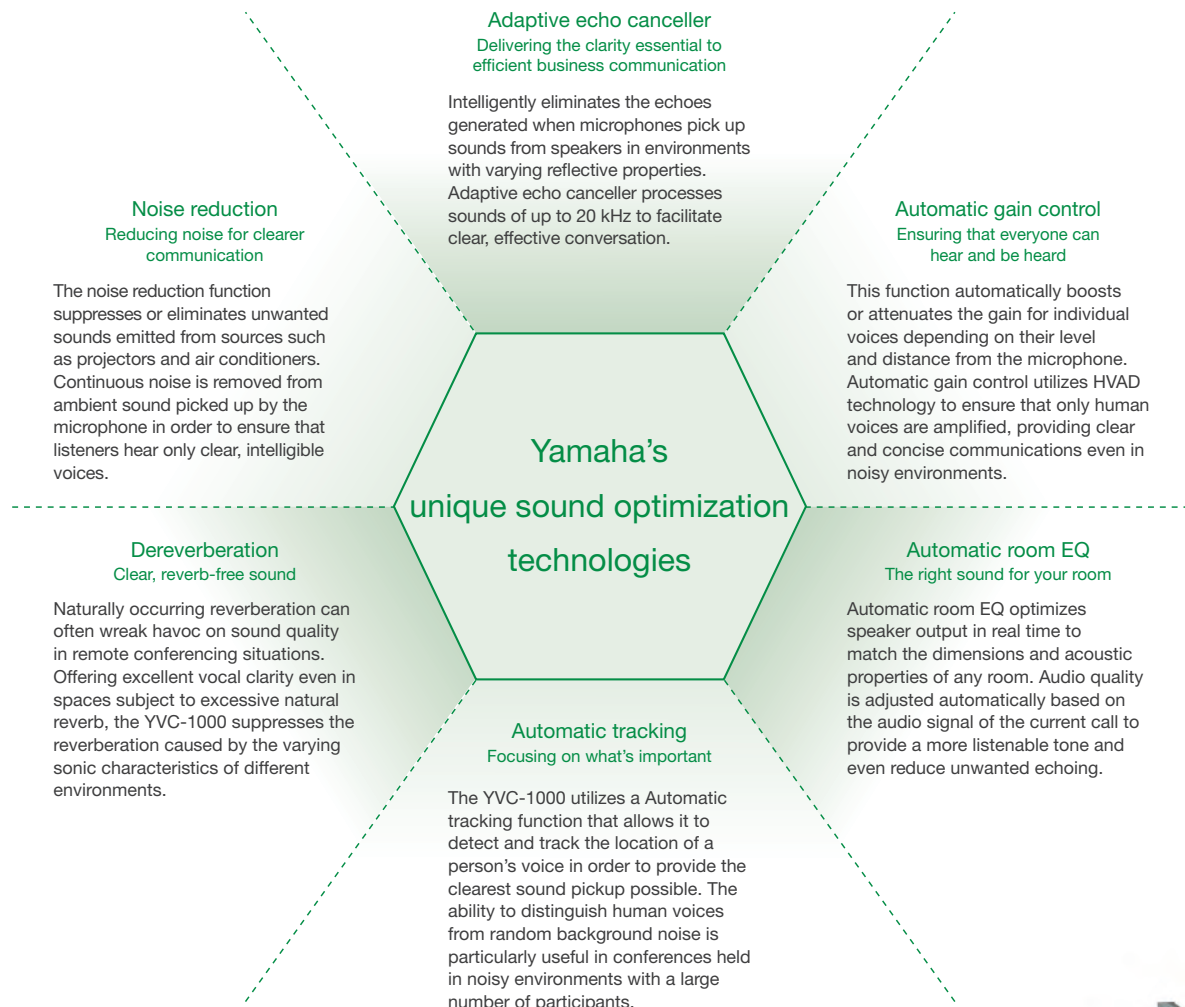 Adaptive echo canceller
Delivering the clarity essential to
efficient business communication
Intelligently eliminates the echoes
generated when microphones pick up
sounds from speakers in environments
with varying reflective properties.
Adaptive echo canceller processes
sounds of up to 20 kHz to facilitate
clear, effective conversation.
Noise reduction
Reducing noise for clearer
communication
The noise reduction function
suppresses or eliminates unwanted
sounds emitted from sources such
as projectors and air conditioners.
Continuous noise is removed from
ambient sound picked up by the
microphone in order to ensure that
listeners hear only clear, intelligible
voices.
Automatic gain control
Ensuring that everyone can
hear and be heard
This function automatically boosts
or attenuates the gain for individual
voices depending on their level
and distance from the microphone.
Automatic gain control utilizes HVAD
technology to ensure that only human
voices are amplified, providing clear
and concise communications even in
noisy environments.
Yamaha's
unique sound optimization
technologies
Dereverberation
Clear, reverb-free sound
Naturally occurring reverberation can
often wreak havoc on sound quality
in remote conferencing situations.
Offering excellent vocal clarity even in
spaces subject to excessive natural
reverb, the YVC-1000 suppresses the
reverberation caused by the varying
sonic characteristics of different
environments.
Automatic room EQ
The right sound for your room
Automatic room EQ optimizes
speaker output in real time to
match the dimensions and acoustic
properties of any room. Audio quality
is adjusted automatically based on
the audio signal of the current call to
provide a more listenable tone and
even reduce unwanted echoing.
Automatic tracking
Focusing on what's important
The YVC-1000 utilizes a Automatic
tracking function that allows it to
detect and track the location of a
person's voice in order to provide the
clearest sound pickup possible. The
ability to distinguish human voices
from random background noise is
particularly useful in conferences held
in noisy environments with a large
number of participants.